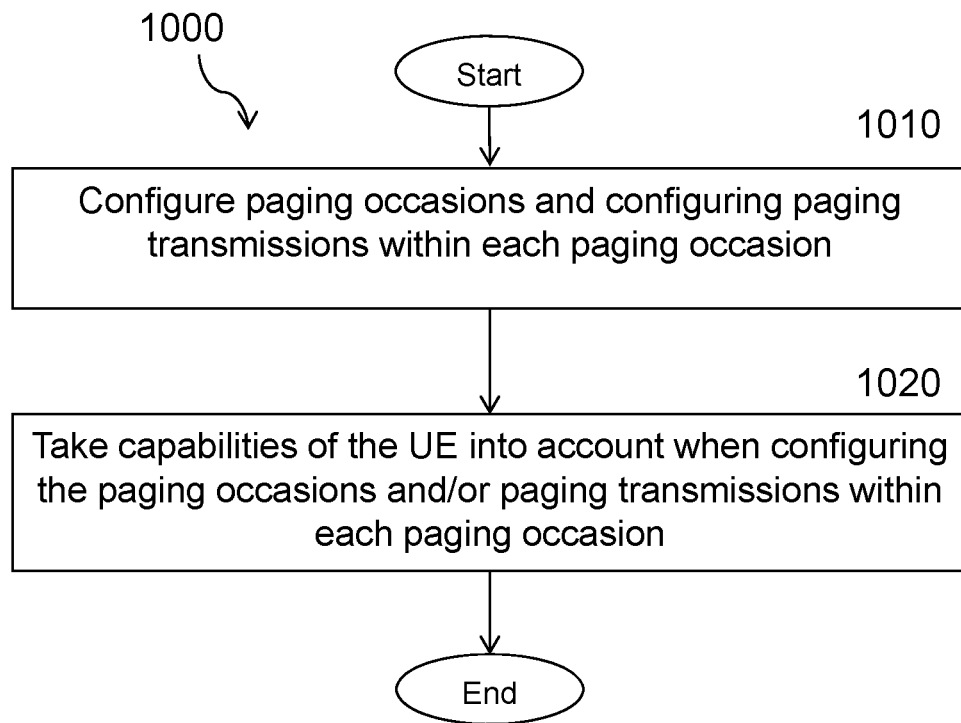 1000
Start
1010
Configure paging occasions and configuring paging
transmissions within each paging occasion
1020
Take capabilities of the UE into account when configuring
the paging occasions and/or paging transmissions within
each paging occasion
End